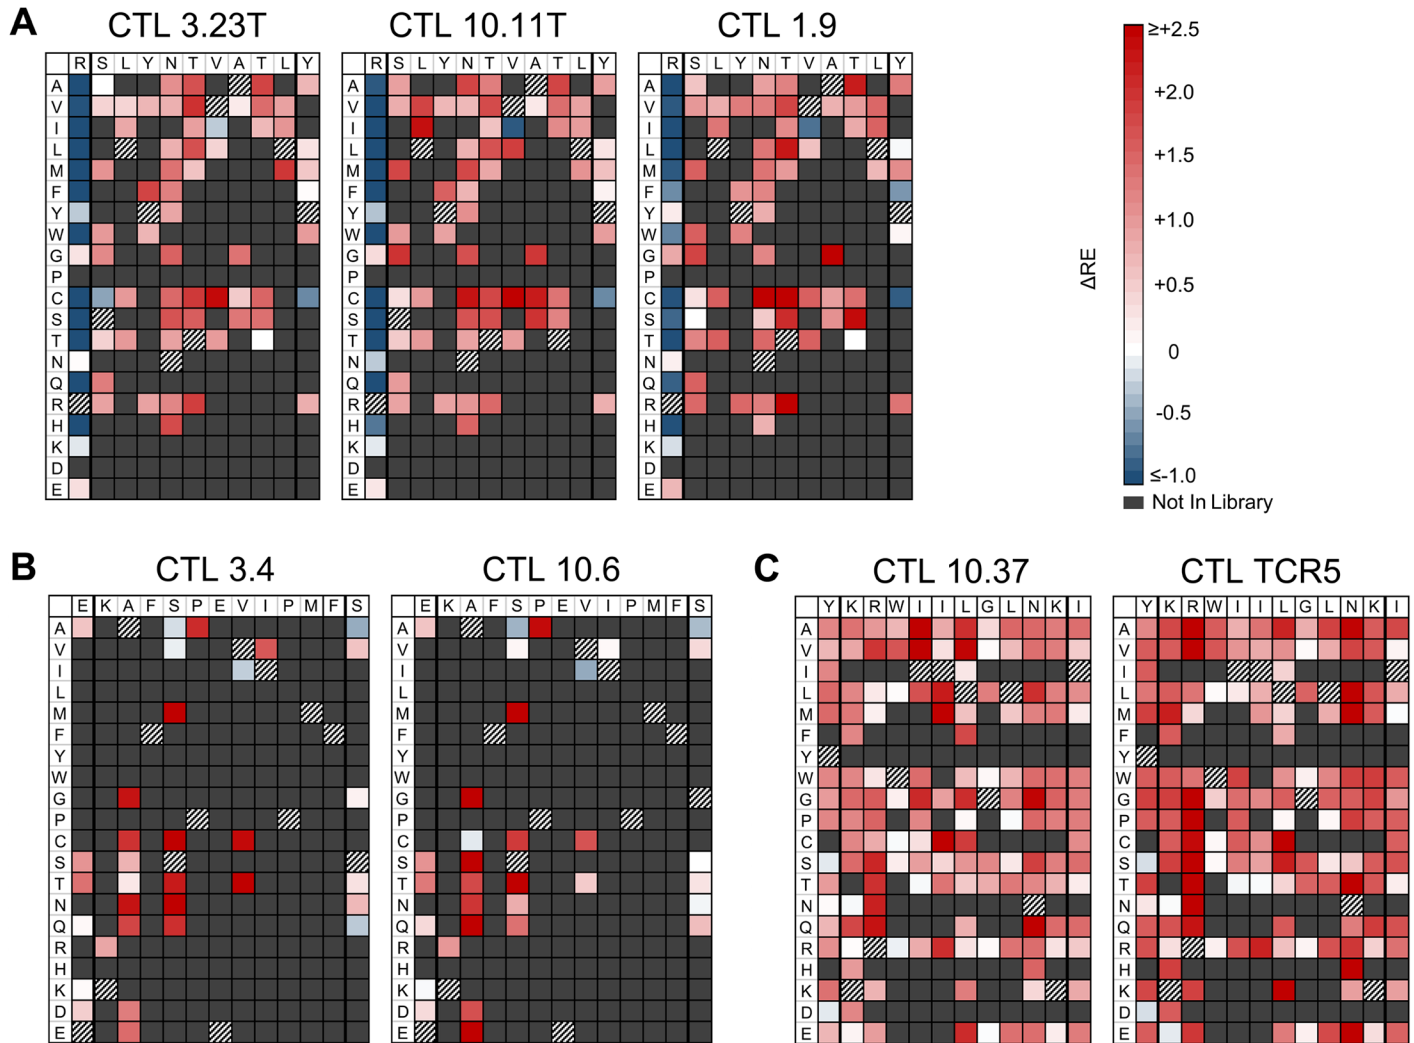 A
CTL 3.23T
CTL 10.11T
CTL 1.9
R S L Y N T V A T L Y
R S L Y N T V A T L Y
R S L Y N T V A T L Y
A A A
V V V
I I I
L L L
M M M
F F F
Y Y Y
W W W
G G G
P P P
C C C
S S S
T T T
N N N
Q Q Q
R R R
H H H
K K K
D D D
E E E
≥+2.5
+2.0
+1.5
+1.0
+0.5
0
-0.5
≤-1.0
ΔRE
Not In Library
B
CTL 3.4
CTL 10.6
E K A F S P E V I P M F S
E K A F S P E V I P M F S
A A
V V
I I
L L
M M
F F
Y Y
W W
G G
P P
C C
S S
T T
N N
Q Q
R R
H H
K K
D D
E E
C
CTL 10.37
CTL TCR5
Y K R W I I L G L N K I
Y K R W I I L G L N K I
A A
V V
I I
L L
M M
F F
Y Y
W W
G G
P P
C C
S S
T T
N N
Q Q
R R
H H
K K
D D
E E